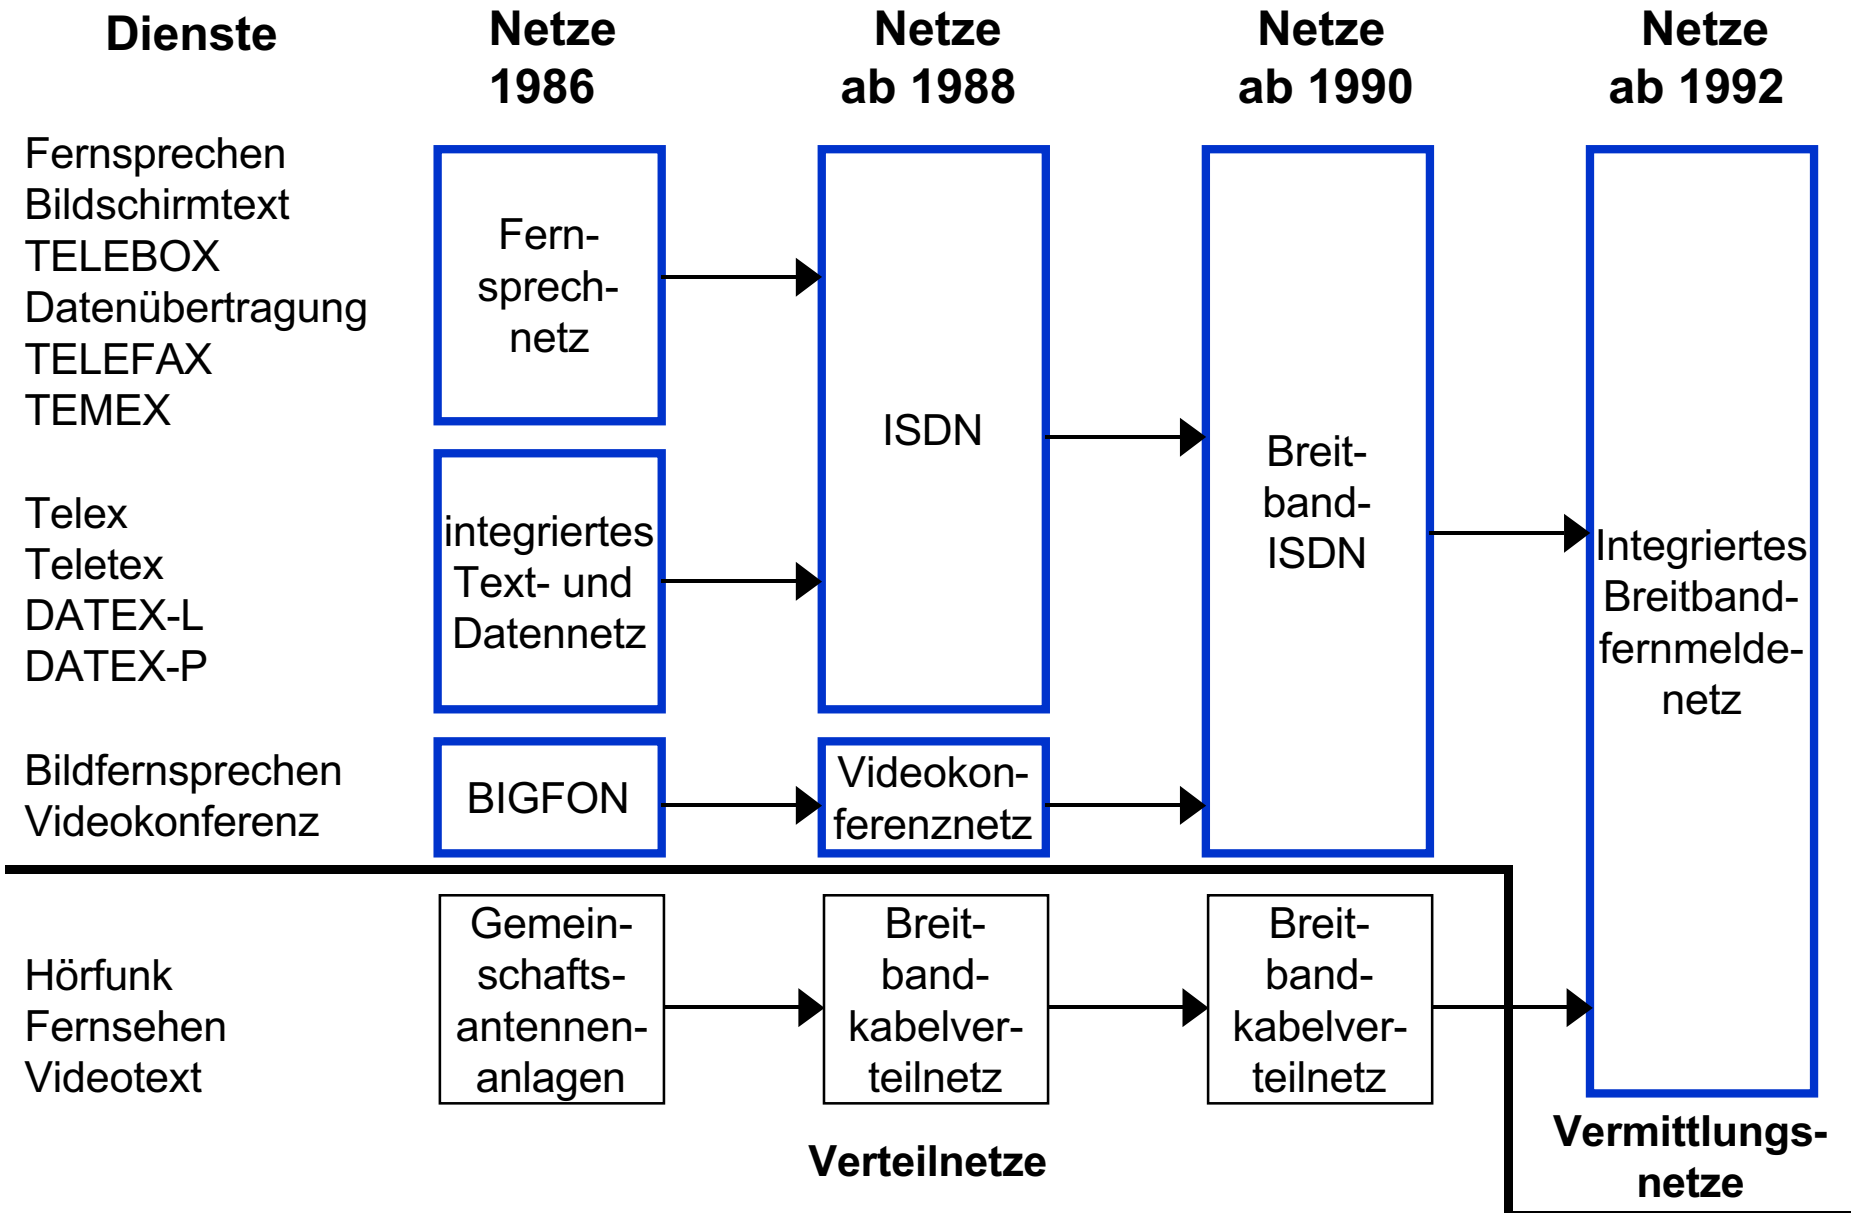 Dienste
Netze
1986
Netze
ab 1988
Netze
ab 1990
Netze
ab 1992
Fernsprechen
Bildschirmtext
TELEBOX
Datenübertragung
TELEFAX
TEMEX
Telex
Teletex
DATEX-L
DATEX-P
Bildfernsprechen
Videokonferenz
Hörfunk
Fernsehen
Videotext
Fern-
sprech-
netz
integriertes
Text- und
Datennetz
BIGFON
Gemein-
schafts-
antennen-
anlagen
ISDN
Videokon-
ferenznetz
Breit-
band-
kabelver-
teilnetz
Breit-
band-
ISDN
Breit-
band-
kabelver-
teilnetz
Integriertes
Breitband-
fernmelde-
netz
Verteilnetze
Vermittlungs-
netze